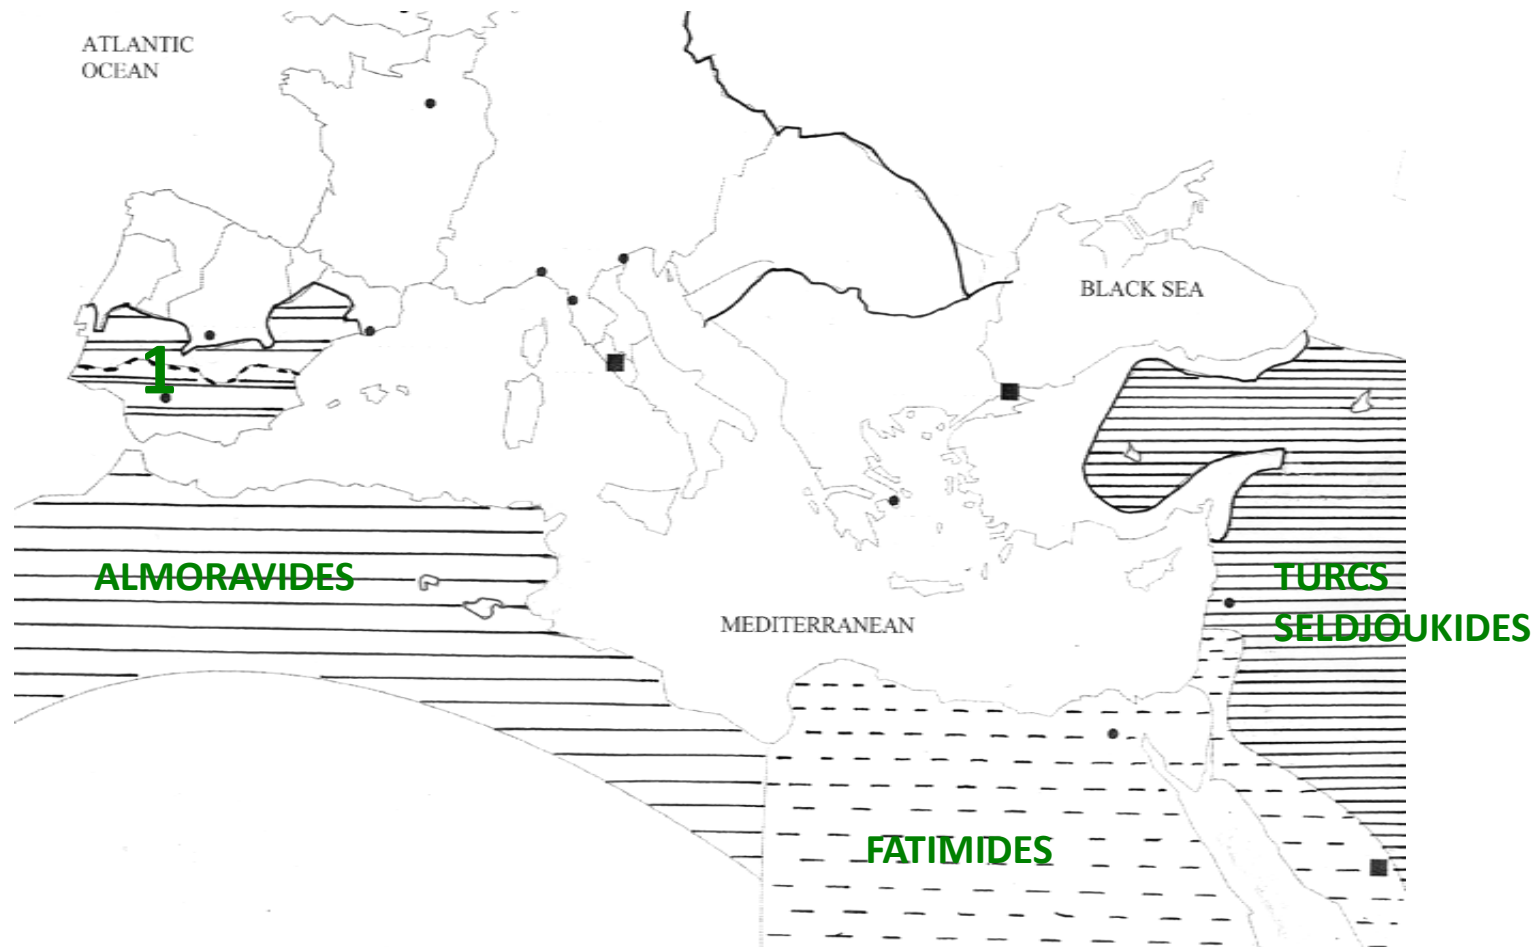 ATLANTIC
OCEAN
BLACK SEA
1
ALMORAVIDES
TURCS
SELDJOUKIDES
MEDITERRANEAN
FATIMIDES